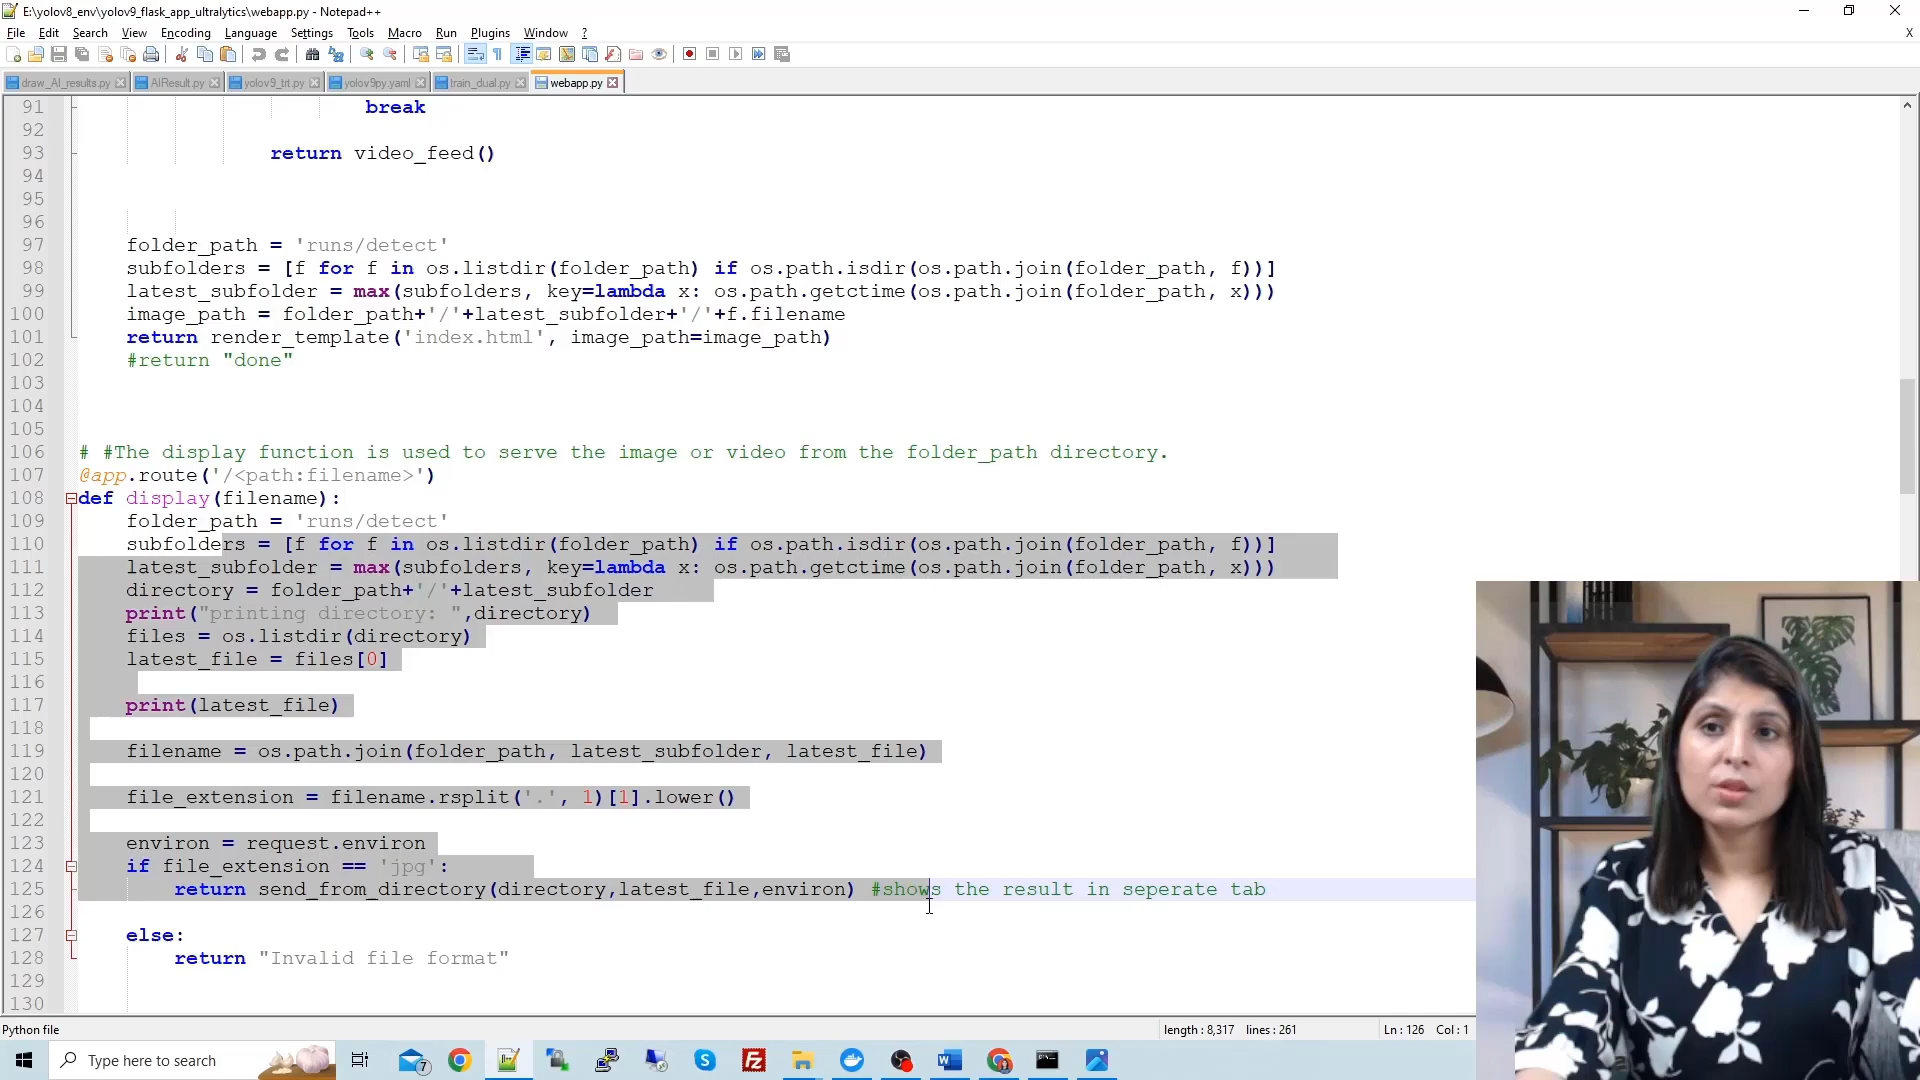 E:\yolov8_env\yolov9_flask_app_ultralytics\webapp.py - Notepad++
File Edit Search View Encoding Language Settings Tools Macro Run Plugins Window ? X
draw_AI_results.py AIResult.py yolov9_trt.py yolov9py.yaml train_dual.py webapp.py
91 break
92
93 return video_feed()
94
95
96
97 folder_path = 'runs/detect'
98 subfolders = [f for f in os.listdir(folder_path) if os.path.isdir(os.path.join(folder_path, f))]
99 latest_subfolder = max(subfolders, key=lambda x: os.path.getctime(os.path.join(folder_path, x)))
100 image_path = folder_path+'/'+latest_subfolder+'/'+f.filename
101 return render_template('index.html', image_path=image_path)
102 #return "done"
103
104
105
106 # #The display function is used to serve the image or video from the folder_path directory.
107 @app.route('/<path:filename>')
108 def display(filename):
109 folder_path = 'runs/detect'
110 subfolders = [f for f in os.listdir(folder_path) if os.path.isdir(os.path.join(folder_path, f))]
111 latest_subfolder = max(subfolders, key=lambda x: os.path.getctime(os.path.join(folder_path, x)))
112 directory = folder_path+'/'+latest_subfolder
113 print("printing directory: ",directory)
114 files = os.listdir(directory)
115 latest_file = files[0]
116
117 print(latest_file)
118
119 filename = os.path.join(folder_path, latest_subfolder, latest_file)
120
121 file_extension = filename.rsplit('.', 1)[1].lower()
122
123 environ = request.environ
124 if file_extension == 'jpg':
125 return send_from_directory(directory,latest_file,environ) #shows the result in seperate tab
126
127 else:
128 return "Invalid file format"
129
130
Python file length : 8,317 lines : 261 Ln : 126 Col : 1
Type here to search 7